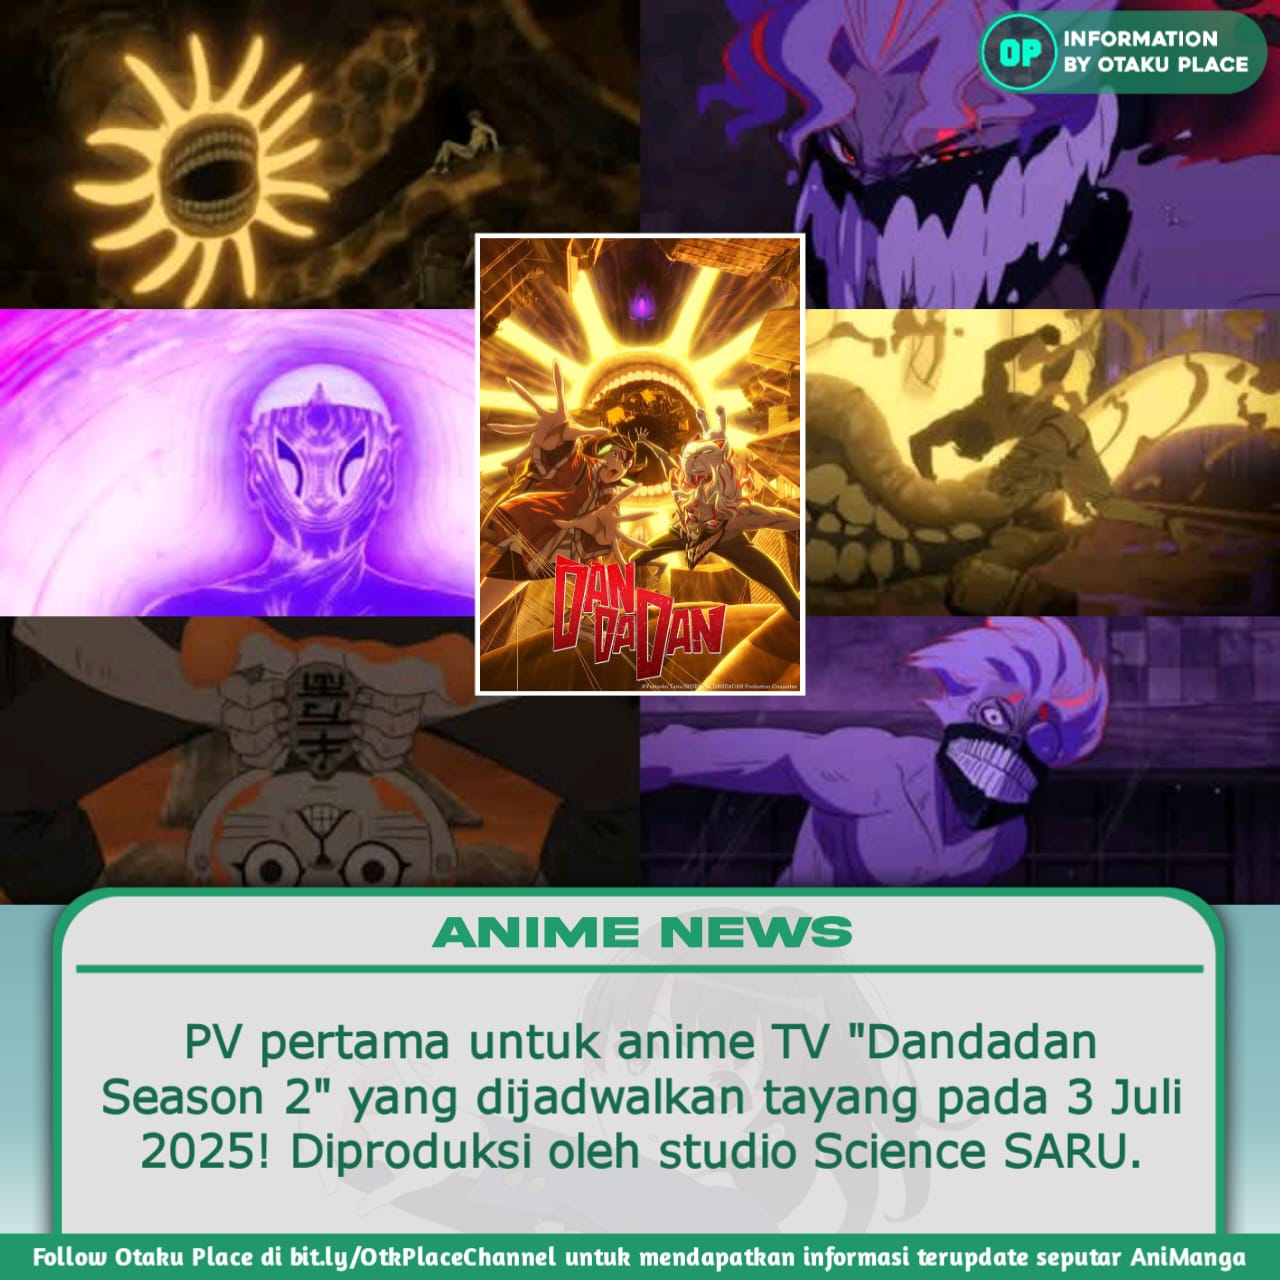 OP
INFORMATION
BY OTAKU PLACE
DAN
DADAN
ANIME NEWS
PV pertama untuk anime TV "Dandadan
Season 2" yang dijadwalkan tayang pada 3 Juli
2025! Diproduksi oleh studio Science SARU.
Follow Otaku Place di bit.ly/OtkPlaceChannel untuk mendapatkan informasi terupdate seputar AniManga